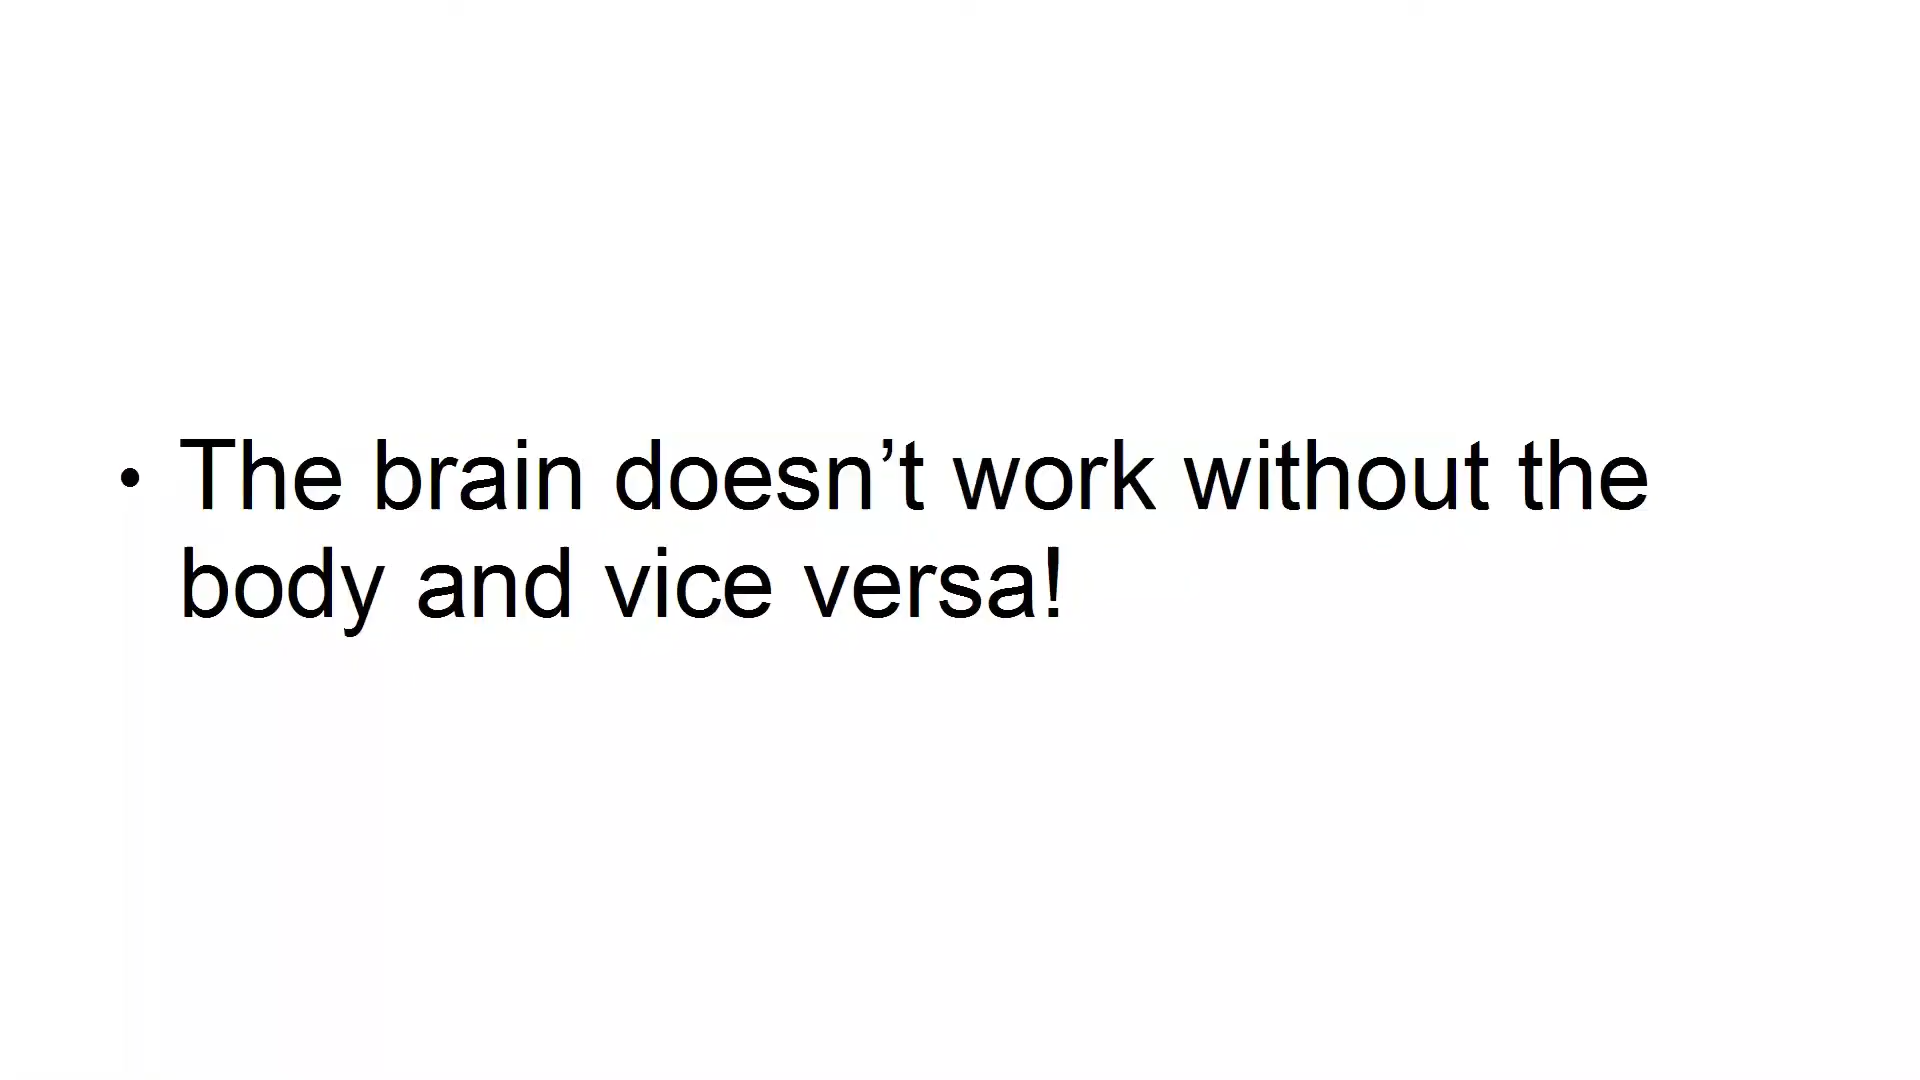 • The brain doesn’t work without the
body and vice versa!